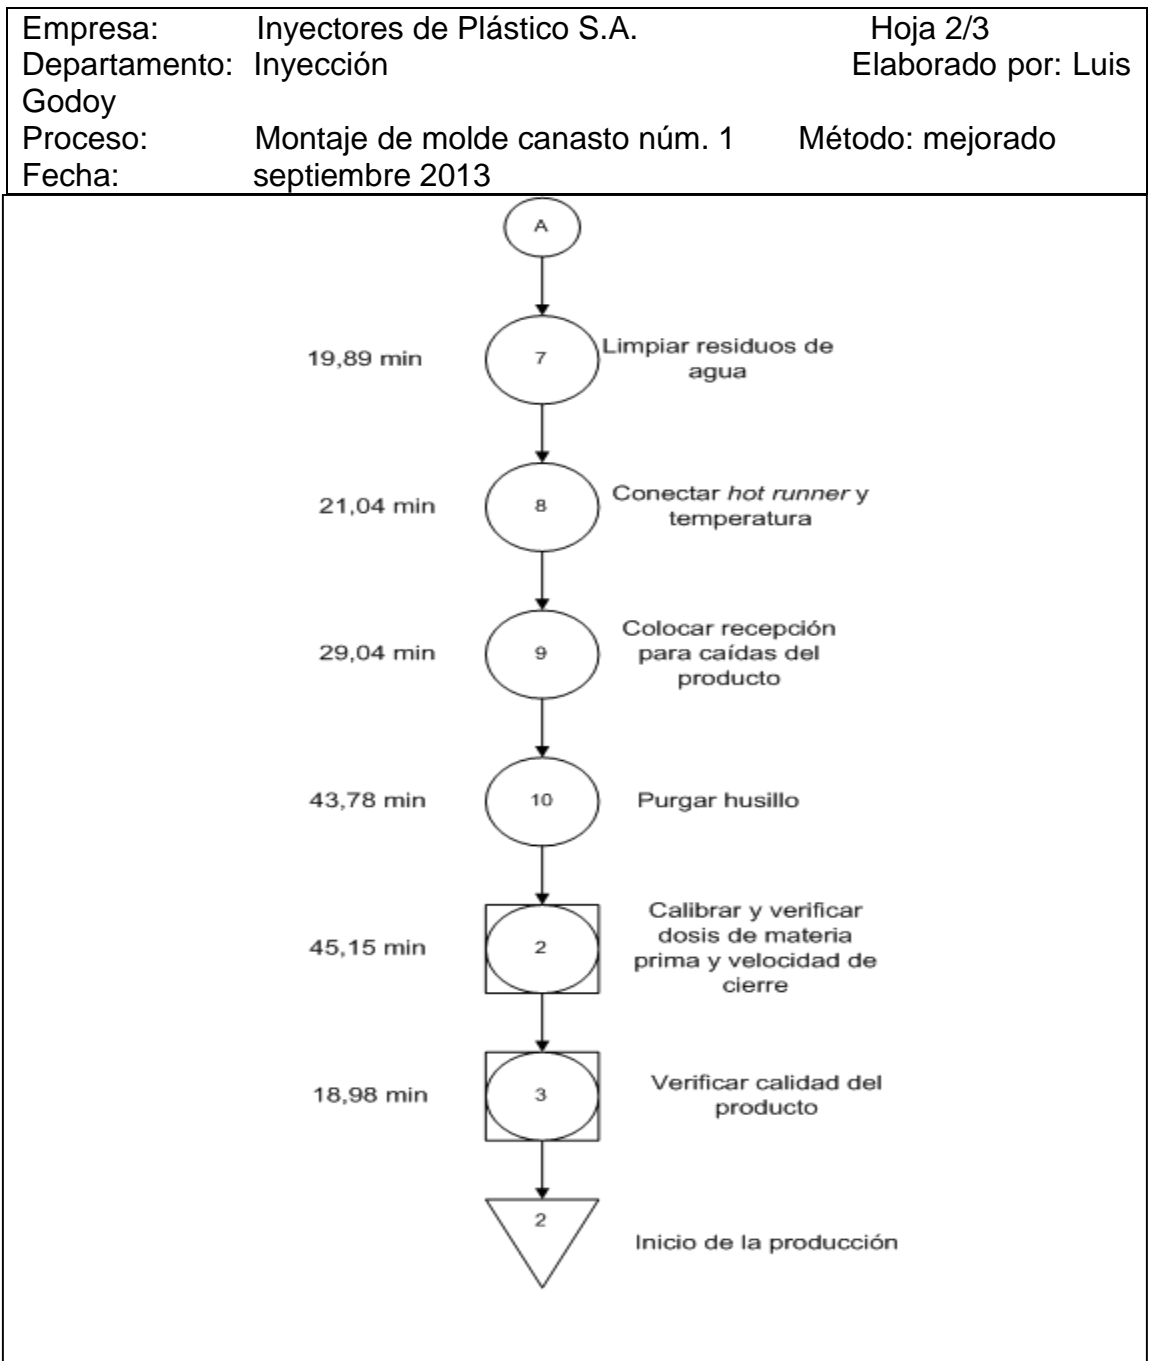 Empresa: Inyectores de Plástico S.A. Hoja 2/3
Departamento: Inyección Elaborado por: Luis
Godoy
Proceso: Montaje de molde canasto núm. 1 Método: mejorado
Fecha: septiembre 2013
A
19,89 min 7 Limpiar residuos de
agua
21,04 min 8 Conectar hot runner y
temperatura
29,04 min 9 Colocar recepción
para caídas del
producto
43,78 min 10 Purgar husillo
45,15 min 2 Calibrar y verificar
dosis de materia
prima y velocidad de
cierre
18,98 min 3 Verificar calidad del
producto
2
Inicio de la producción